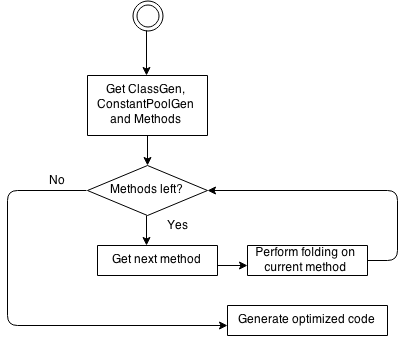 Get ClassGen,
ConstantPoolGen
and Methods
Methods left?
No
Yes
Get next method
Perform folding on
current method
Generate optimized code